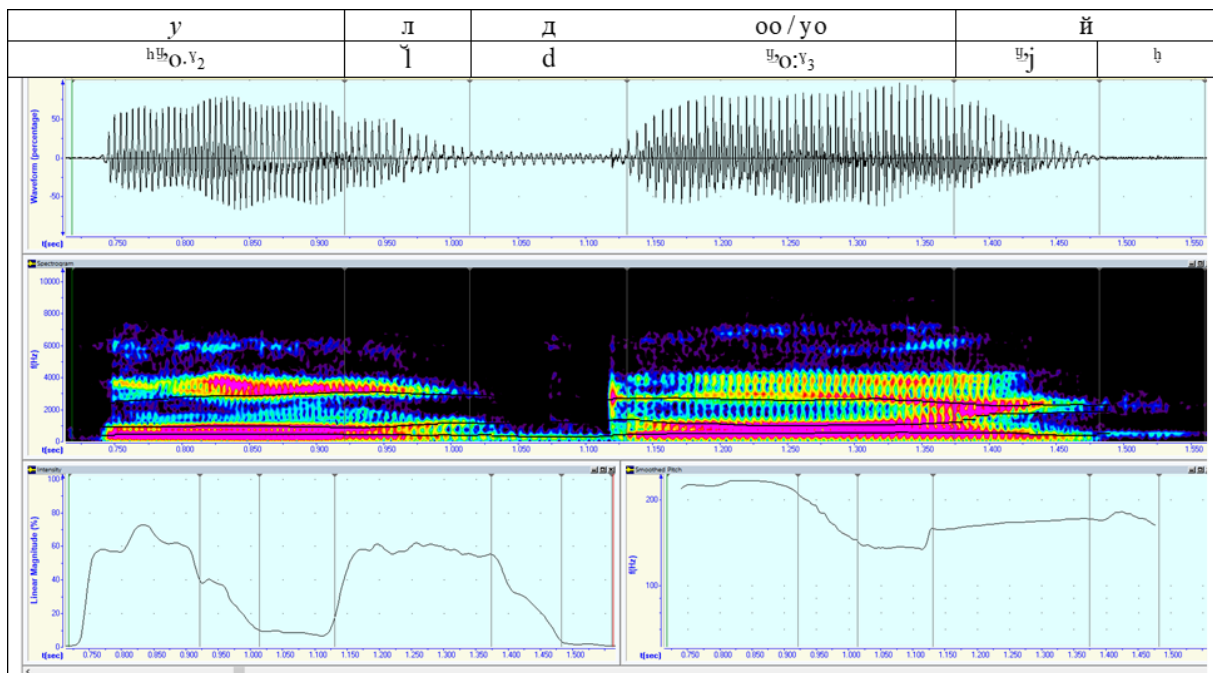 у л д оо / уо й
l̆ d
Waveform (percentage)
50
0
-50
t[sec] 0.750 0.800 0.850 0.900 0.950 1.000 1.050 1.100 1.150 1.200 1.250 1.300 1.350 1.400 1.450 1.500 1.550
Spectrogram
f(Hz)
10000
8000
6000
4000
2000
0
t[sec] 0.750 0.800 0.850 0.900 0.950 1.000 1.050 1.100 1.150 1.200 1.250 1.300 1.350 1.400 1.450 1.500 1.550
Intensity
Linear Magnitude (%)
100
80
60
40
20
0
t[sec] 0.750 0.800 0.850 0.900 0.950 1.000 1.050 1.100 1.150 1.200 1.250 1.300 1.350 1.400 1.450 1.500
Smoothed Pitch
f(Hz)
200
100
t[sec] 0.750 0.800 0.850 0.900 0.950 1.000 1.050 1.100 1.150 1.200 1.250 1.300 1.350 1.400 1.450 1.500